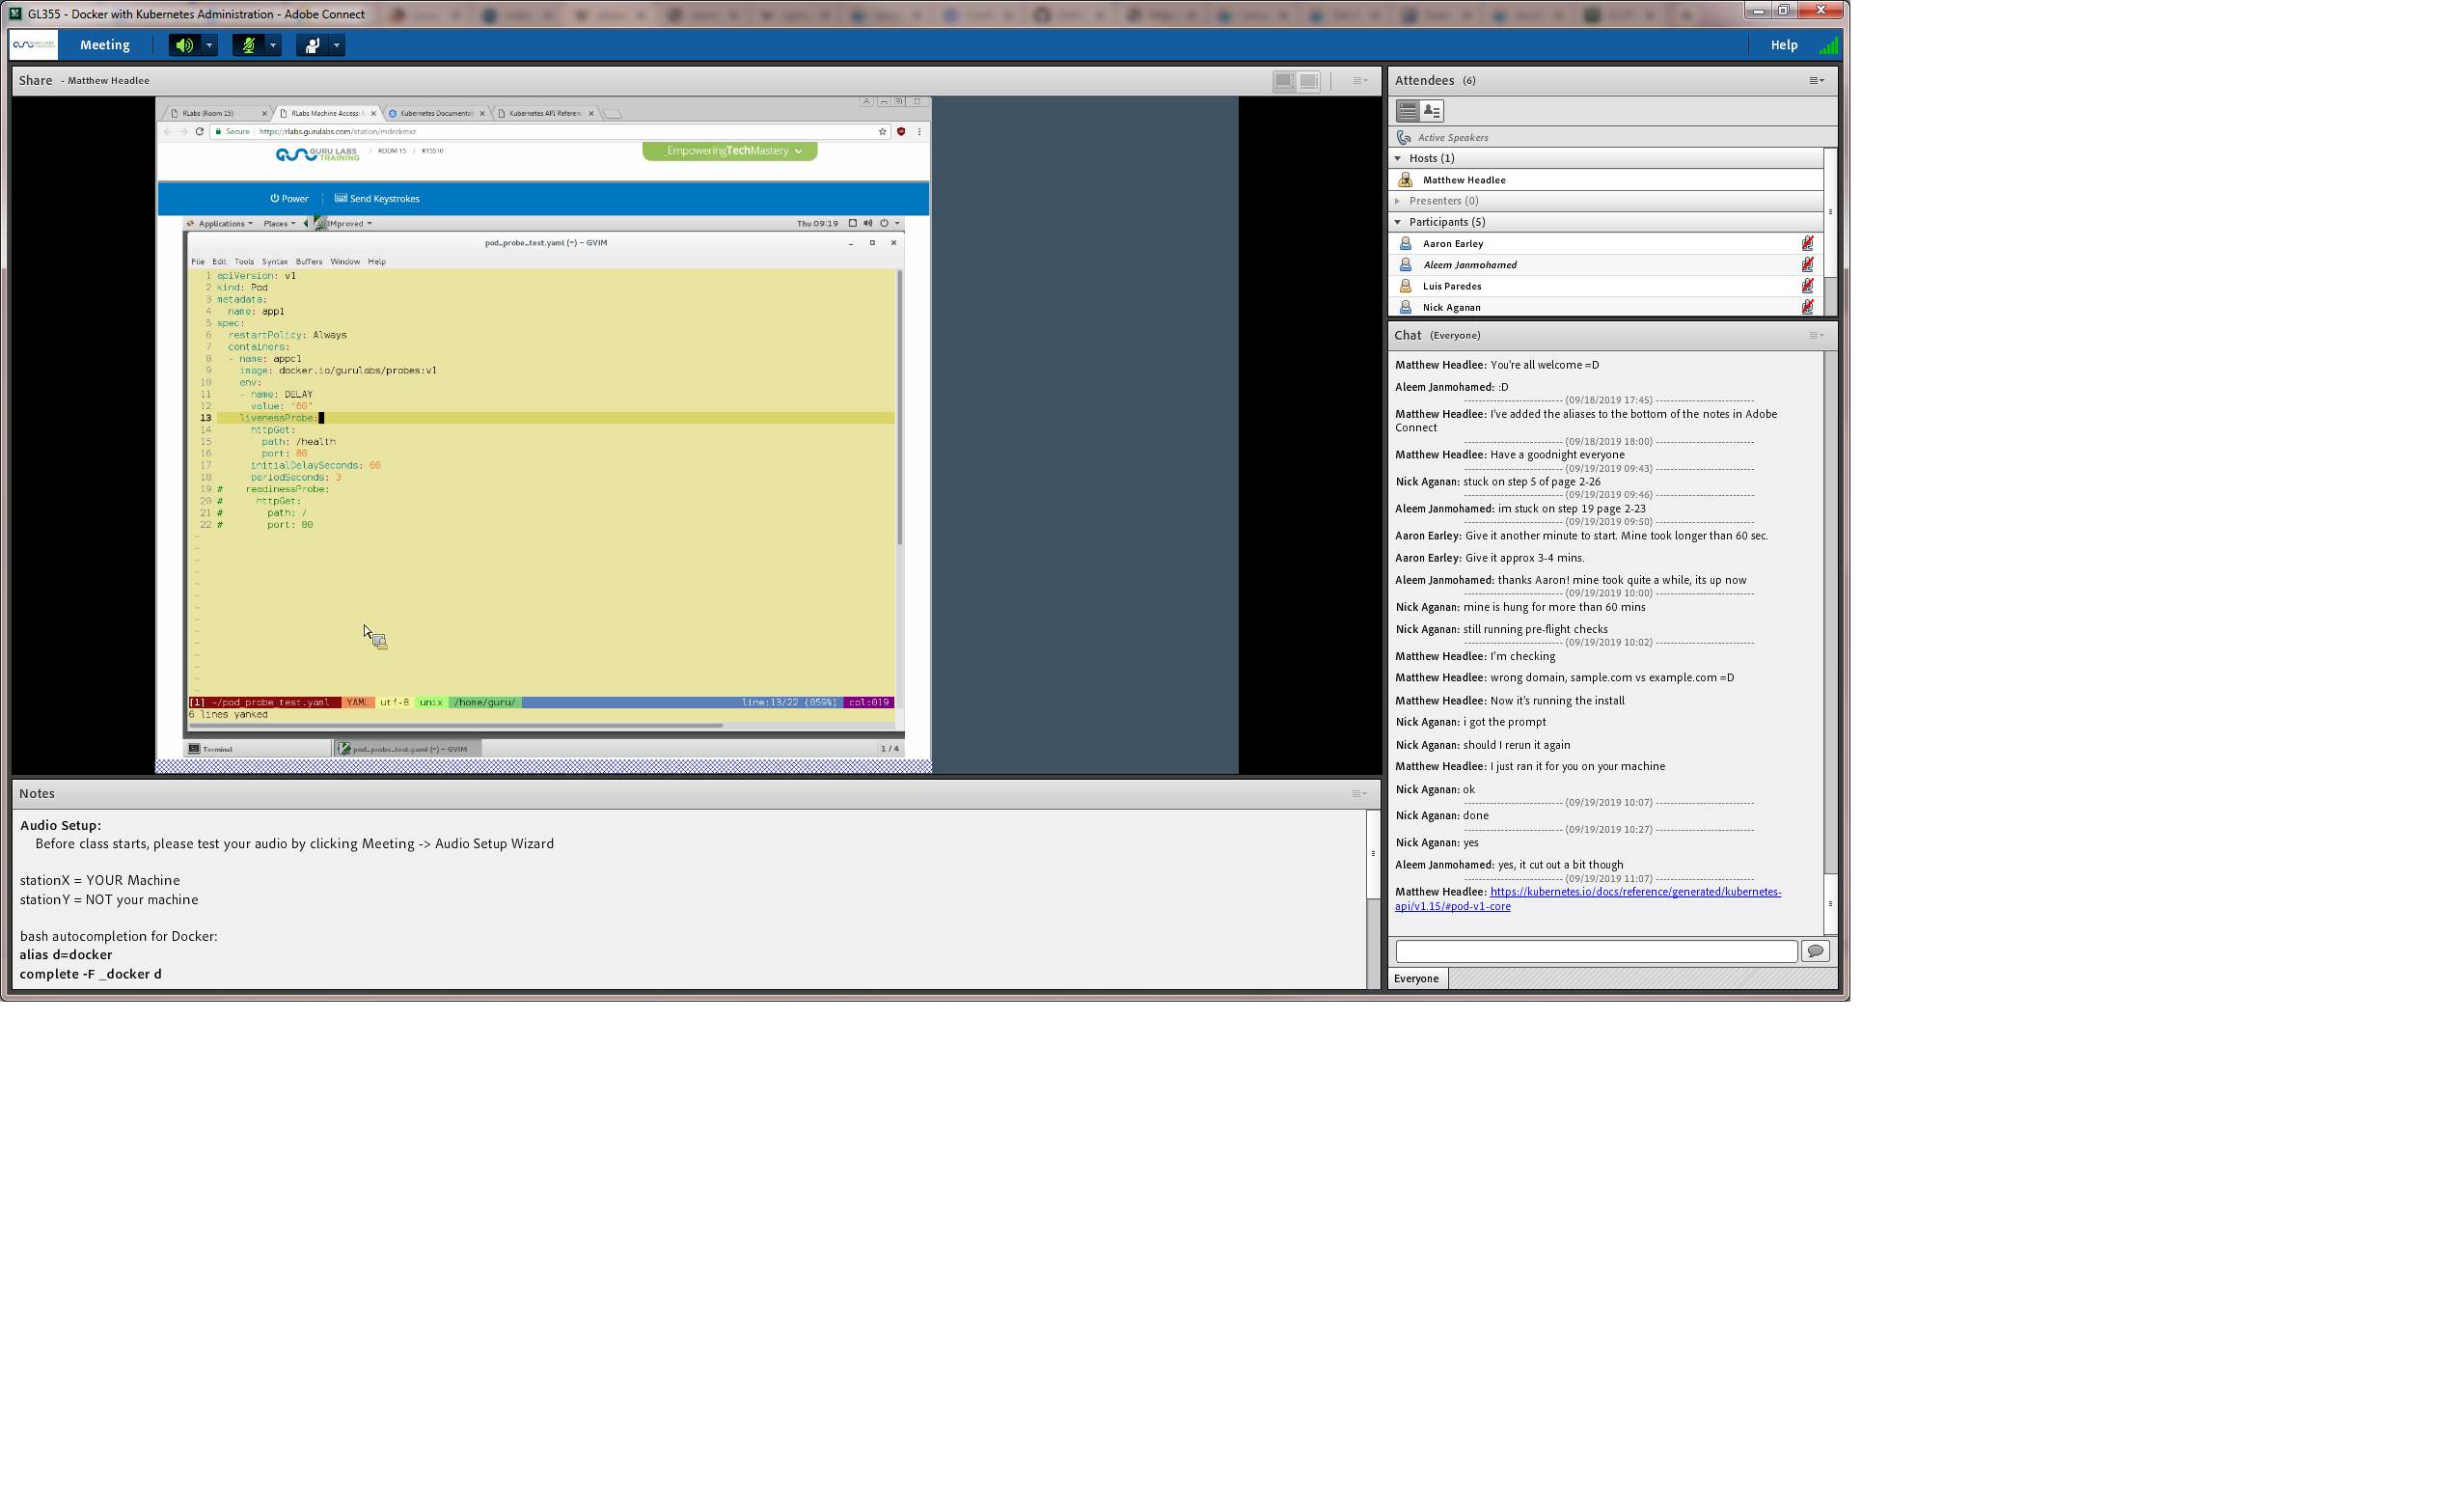 GL355 - Docker with Kubernetes Administration - Adobe Connect
Meeting
Help
Share - Matthew Headlee
RLabs (Room 15)
RLabs Machine Access
Kubernetes Documentat
Kubernetes API Referen
Secure https://rlabs.gurulabs.com/station/mdrckmxz
GURU LABS
TRAINING
/ ROOM 15 / R15S10
_EmpoweringTechMastery
Power
Send Keystrokes
Applications
Places
VIMproved
Thu 09:19
pod_probe_test.yaml (~) - GVIM
File Edit Tools Syntax Buffers Window Help
1 apiVersion: v1
2 kind: Pod
3 metadata:
4 name: app1
5 spec:
6 restartPolicy: Always
7 containers:
8 - name: appc1
9 image: docker.io/gurulabs/probes:v1
10 env:
11 - name: DELAY
12 value: "60"
13 livenessProbe:
14 httpGet:
15 path: /health
16 port: 80
17 initialDelaySeconds: 60
18 periodSeconds: 3
19 # readinessProbe:
20 # httpGet:
21 # path: /
22 # port: 80
[1] ~/pod_probe_test.yaml YAML utf-8 unix /home/guru/ line:13/22 (059%) col:019
6 lines yanked
Terminal
pod_probe_test.yaml (~) - GVIM
1 / 4
Notes
Audio Setup:
Before class starts, please test your audio by clicking Meeting -> Audio Setup Wizard
stationX = YOUR Machine
stationY = NOT your machine
bash autocompletion for Docker:
alias d=docker
complete -F _docker d
Attendees (6)
Active Speakers
Hosts (1)
Matthew Headlee
Presenters (0)
Participants (5)
Aaron Earley
Aleem Janmohamed
Luis Paredes
Nick Aganan
Chat (Everyone)
Matthew Headlee: You're all welcome =D
Aleem Janmohamed: :D
------------------------ (09/18/2019 17:45) ------------------------
Matthew Headlee: I've added the aliases to the bottom of the notes in Adobe
Connect
------------------------ (09/18/2019 18:00) ------------------------
Matthew Headlee: Have a goodnight everyone
------------------------ (09/19/2019 09:43) ------------------------
Nick Aganan: stuck on step 5 of page 2-26
------------------------ (09/19/2019 09:46) ------------------------
Aleem Janmohamed: im stuck on step 19 page 2-23
------------------------ (09/19/2019 09:50) ------------------------
Aaron Earley: Give it another minute to start. Mine took longer than 60 sec.
Aaron Earley: Give it approx 3-4 mins.
Aleem Janmohamed: thanks Aaron! mine took quite a while, its up now
------------------------ (09/19/2019 10:00) ------------------------
Nick Aganan: mine is hung for more than 60 mins
Nick Aganan: still running pre-flight checks
------------------------ (09/19/2019 10:02) ------------------------
Matthew Headlee: I'm checking
Matthew Headlee: wrong domain, sample.com vs example.com =D
Matthew Headlee: Now it's running the install
Nick Aganan: i got the prompt
Nick Aganan: should I rerun it again
Matthew Headlee: I just ran it for you on your machine
Nick Aganan: ok
------------------------ (09/19/2019 10:07) ------------------------
Nick Aganan: done
------------------------ (09/19/2019 10:27) ------------------------
Nick Aganan: yes
Aleem Janmohamed: yes, it cut out a bit though
------------------------ (09/19/2019 11:07) ------------------------
Matthew Headlee: https://kubernetes.io/docs/reference/generated/kubernetes-
api/v1.15/#pod-v1-core
Everyone